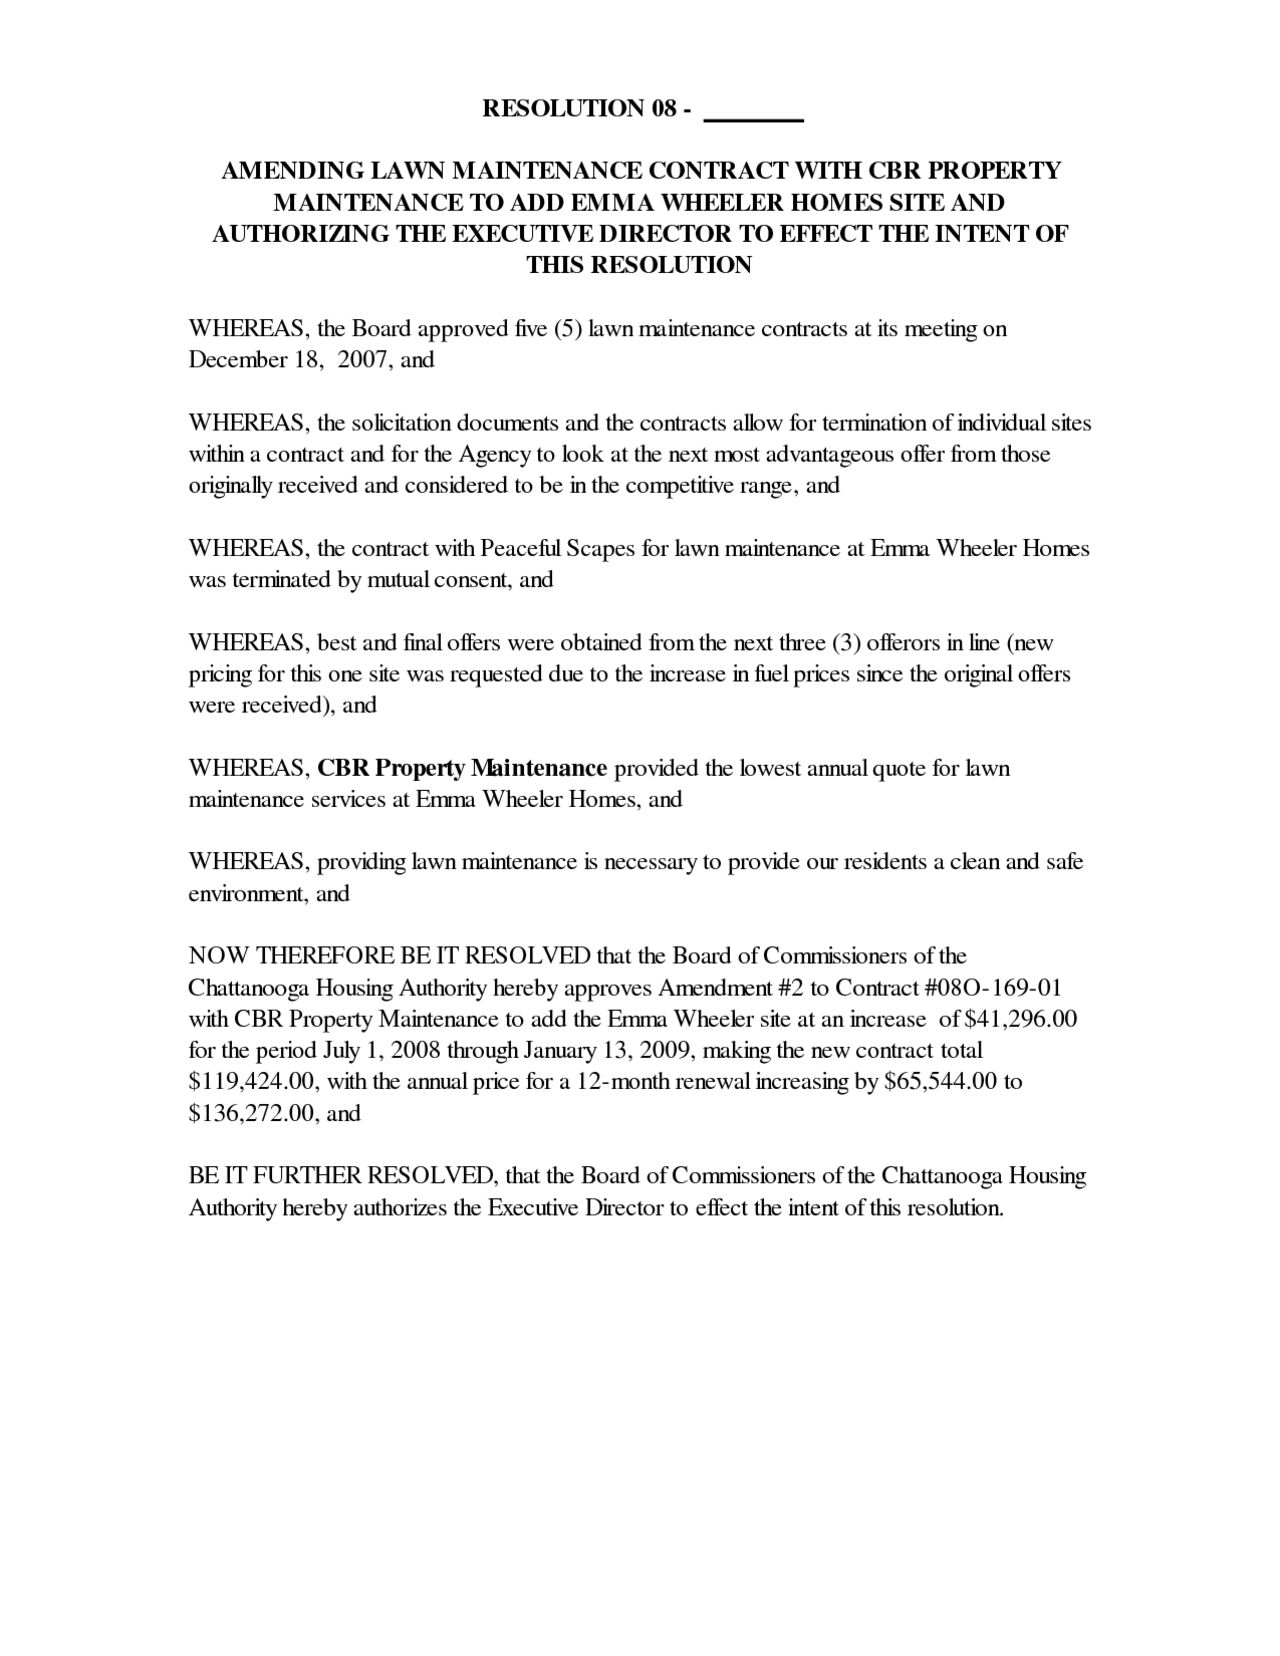 RESOLUTION 08 - ________
AMENDING LAWN MAINTENANCE CONTRACT WITH CBR PROPERTY
MAINTENANCE TO ADD EMMA WHEELER HOMES SITE AND
AUTHORIZING THE EXECUTIVE DIRECTOR TO EFFECT THE INTENT OF
THIS RESOLUTION
WHEREAS, the Board approved five (5) lawn maintenance contracts at its meeting on
December 18,  2007, and
WHEREAS, the solicitation documents and the contracts allow for termination of individual sites
within a contract and for the Agency to look at the next most advantageous offer from those
originally received and considered to be in the competitive range, and
WHEREAS, the contract with Peaceful Scapes for lawn maintenance at Emma Wheeler Homes
was terminated by mutual consent, and
WHEREAS, best and final offers were obtained from the next three (3) offerors in line (new
pricing for this one site was requested due to the increase in fuel prices since the original offers
were received), and
WHEREAS, CBR Property Maintenance provided the lowest annual quote for lawn
maintenance services at Emma Wheeler Homes, and
WHEREAS, providing lawn maintenance is necessary to provide our residents a clean and safe
environment, and
NOW THEREFORE BE IT RESOLVED that the Board of Commissioners of the
Chattanooga Housing Authority hereby approves Amendment #2 to Contract #08O-169-01
with CBR Property Maintenance to add the Emma Wheeler site at an increase  of $41,296.00
for the period July 1, 2008 through January 13, 2009, making the new contract total
$119,424.00, with the annual price for a 12-month renewal increasing by $65,544.00 to
$136,272.00, and
BE IT FURTHER RESOLVED, that the Board of Commissioners of the Chattanooga Housing
Authority hereby authorizes the Executive Director to effect the intent of this resolution.